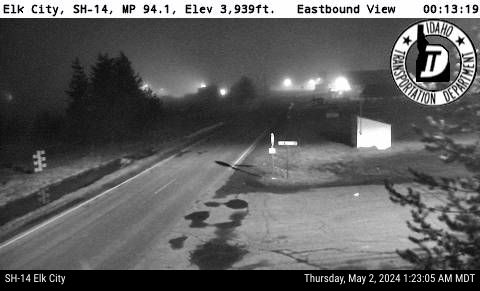 Elk City, SH-14, MP 94.1, Elev 3,939ft. Eastbound View 00:13:19
IDAHO
TRANSPORTATION DEPARTMENT
SH-14 Elk City Thursday, May 2, 2024 1:23:05 AM MDT